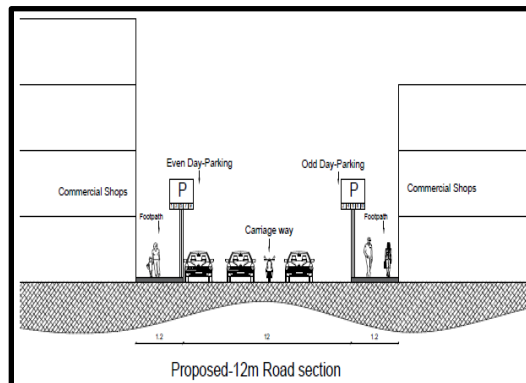 Even Day-Parking
Odd Day-Parking
P
P
Commercial Shops
Commercial Shops
Footpath
Footpath
Carriage way
1.2
12
1.2
Proposed-12m Road section